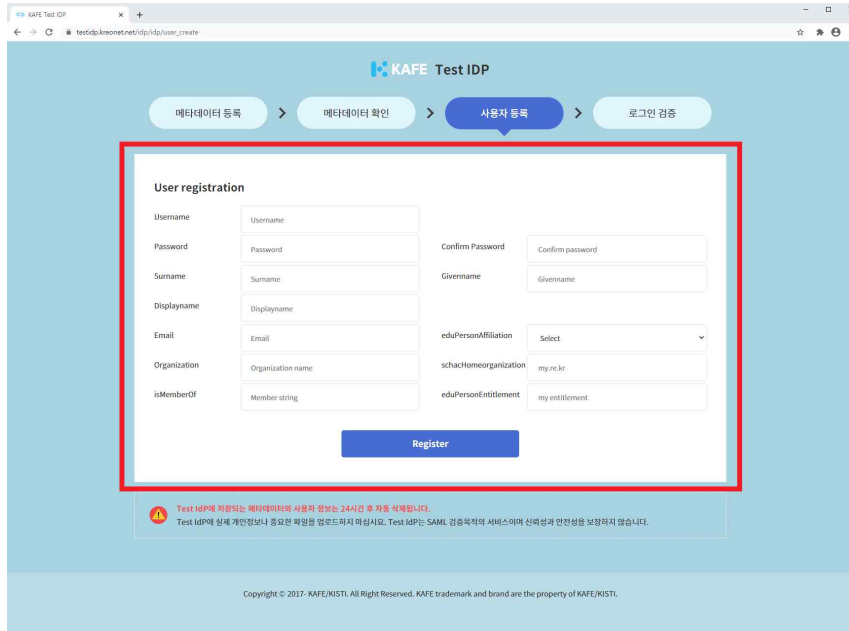 KAFE Test IDP
testidp.kreonet.net/idp/idp/user_create
KAFE Test IDP
메타데이터 등록 > 메타데이터 확인 > 사용자 등록 > 로그인 검증
User registration
Username Username
Password Password Confirm Password Confirm password
Surname Surname Givenname Givenname
Displayname Displayname
Email Email eduPersonAffiliation Select
Organization Organization name schacHomeorganization my.re.kr
isMemberOf Member string eduPersonEntitlement my entitlement
Register
Test IdP에 저장되는 메타데이터와 사용자 정보는 24시간 후 자동 삭제됩니다.
Test IdP에 실제 개인정보나 중요한 파일을 업로드하지 마십시요. Test IdP는 SAML 검증목적의 서비스이며 신뢰성과 안전성을 보장하지 않습니다.
Copyright © 2017- KAFE/KISTI. All Right Reserved. KAFE trademark and brand are the property of KAFE/KISTI.